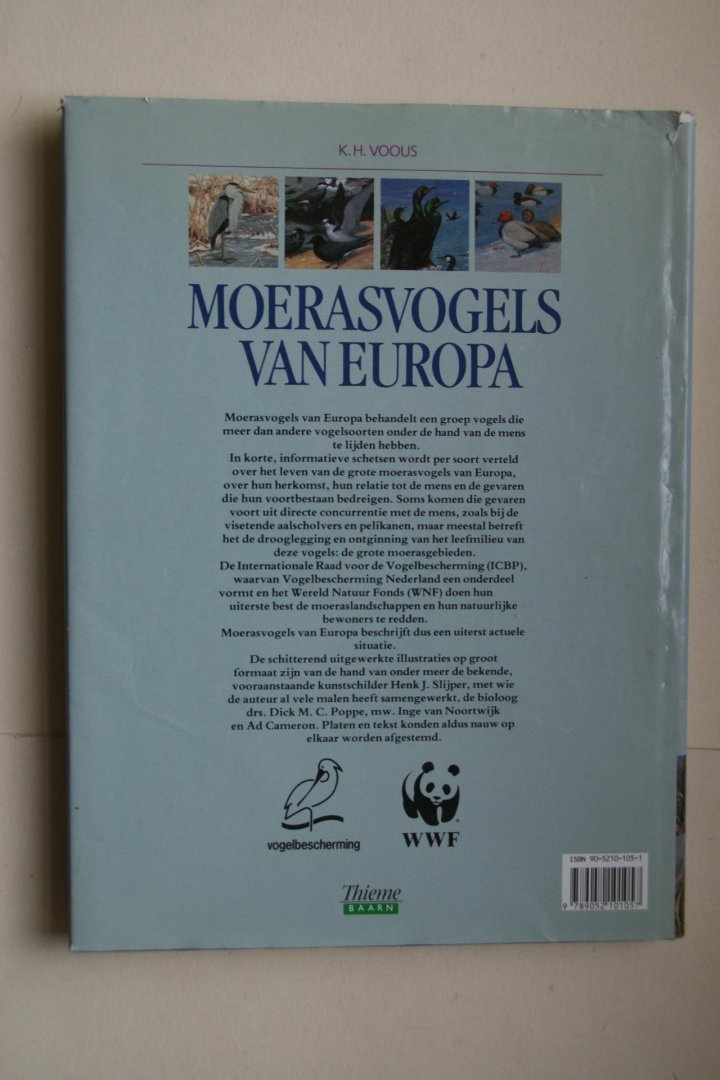 K. H. VOOUS
MOERASVOGELS
VAN EUROPA
Moerasvogels van Europa behandelt een groep vogels die
meer dan andere vogelsoorten onder de hand van de mens
te lijden hebben.
In korte, informatieve schetsen wordt per soort verteld
over het leven van de grote moerasvogels van Europa,
over hun herkomst, hun relatie tot de mens en de gevaren
die hun voortbestaan bedreigen. Soms komen die gevaren
voort uit directe concurrentie met de mens, zoals bij de
visetende aalscholvers en pelikanen, maar meestal betreft
het de drooglegging en ontginning van het leefmilieu van
deze vogels: de grote moerasgebieden.
De Internationale Raad voor de Vogelbescherming (ICBP),
waarvan Vogelbescherming Nederland een onderdeel
vormt en het Wereld Natuur Fonds (WNF) doen hun
uiterste best de moeraslandschappen en hun natuurlijke
bewoners te redden.
Moerasvogels van Europa beschrijft dus een uiterst actuele
situatie.
De schitterend uitgewerkte illustraties op groot
formaat zijn van de hand van onder meer de bekende,
vooraanstaande kunstschilder Henk J. Slijper, met wie
de auteur al vele malen heeft samengewerkt, de bioloog
drs. Dick M. C. Poppe, mw. Inge van Noortwijk
en Ad Cameron. Platen en tekst konden aldus nauw op
elkaar worden afgestemd.
vogelbescherming
WWF
ISBN 90-5210-105-1
9 789052 101057
Thieme
BAARN